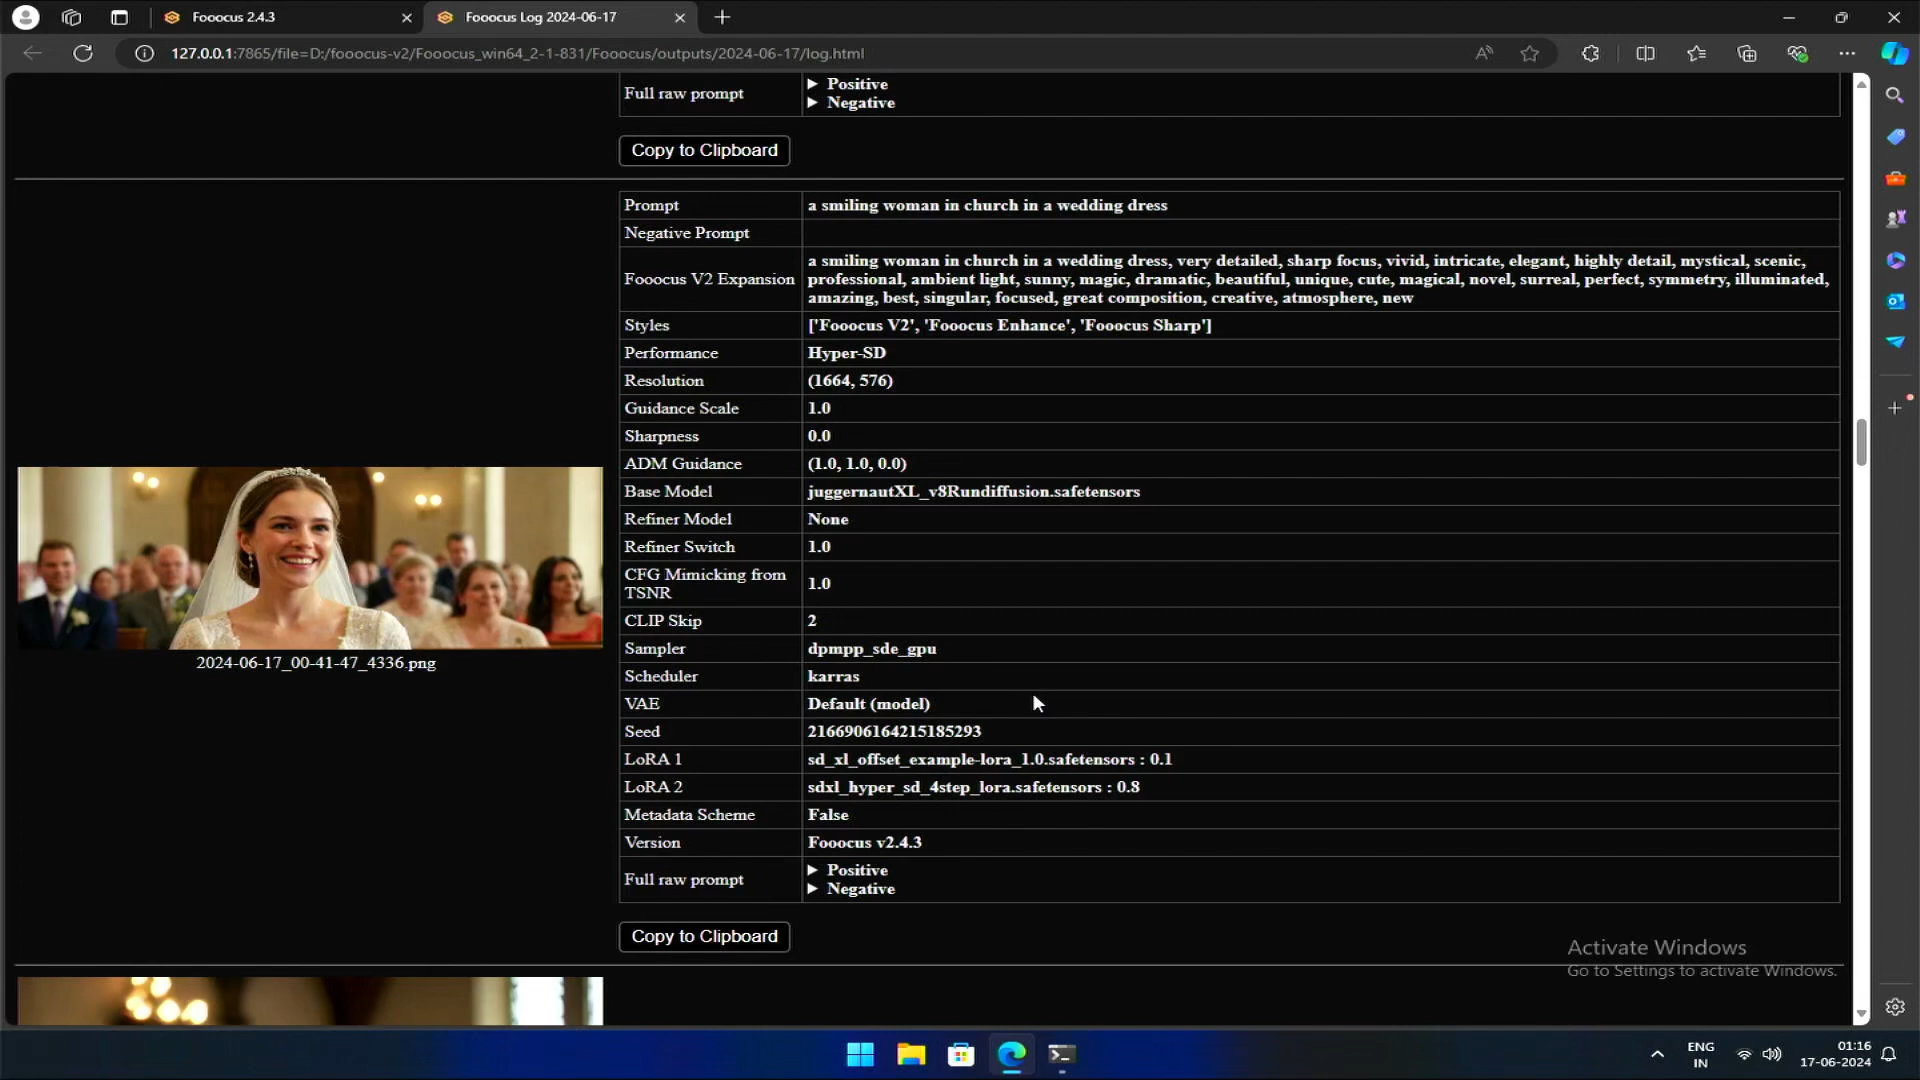 Fooocus 2.4.3
Fooocus Log 2024-06-17
127.0.0.1:7865/file=D:/fooocus-v2/Fooocus_win64_2-1-831/Fooocus/outputs/2024-06-17/log.html
Full raw prompt
▶ Positive
▶ Negative
Copy to Clipboard
Prompt a smiling woman in church in a wedding dress
Negative Prompt
Fooocus V2 Expansion
a smiling woman in church in a wedding dress, very detailed, sharp focus, vivid, intricate, elegant, highly detail, mystical, scenic,
professional, ambient light, sunny, magic, dramatic, beautiful, unique, cute, magical, novel, surreal, perfect, symmetry, illuminated,
amazing, best, singular, focused, great composition, creative, atmosphere, new
Styles ['Fooocus V2', 'Fooocus Enhance', 'Fooocus Sharp']
Performance Hyper-SD
Resolution (1664, 576)
Guidance Scale 1.0
Sharpness 0.0
ADM Guidance (1.0, 1.0, 0.0)
Base Model juggernautXL_v8Rundiffusion.safetensors
Refiner Model None
Refiner Switch 1.0
CFG Mimicking from
TSNR
1.0
CLIP Skip 2
Sampler dpmpp_sde_gpu
Scheduler karras
VAE Default (model)
Seed 2166906164215185293
LoRA 1 sd_xl_offset_example-lora_1.0.safetensors : 0.1
LoRA 2 sdxl_hyper_sd_4step_lora.safetensors : 0.8
Metadata Scheme False
Version Fooocus v2.4.3
Full raw prompt
▶ Positive
▶ Negative
2024-06-17_00-41-47_4336.png
Copy to Clipboard
Activate Windows
Go to Settings to activate Windows.
ENG
IN
01:16
17-06-2024